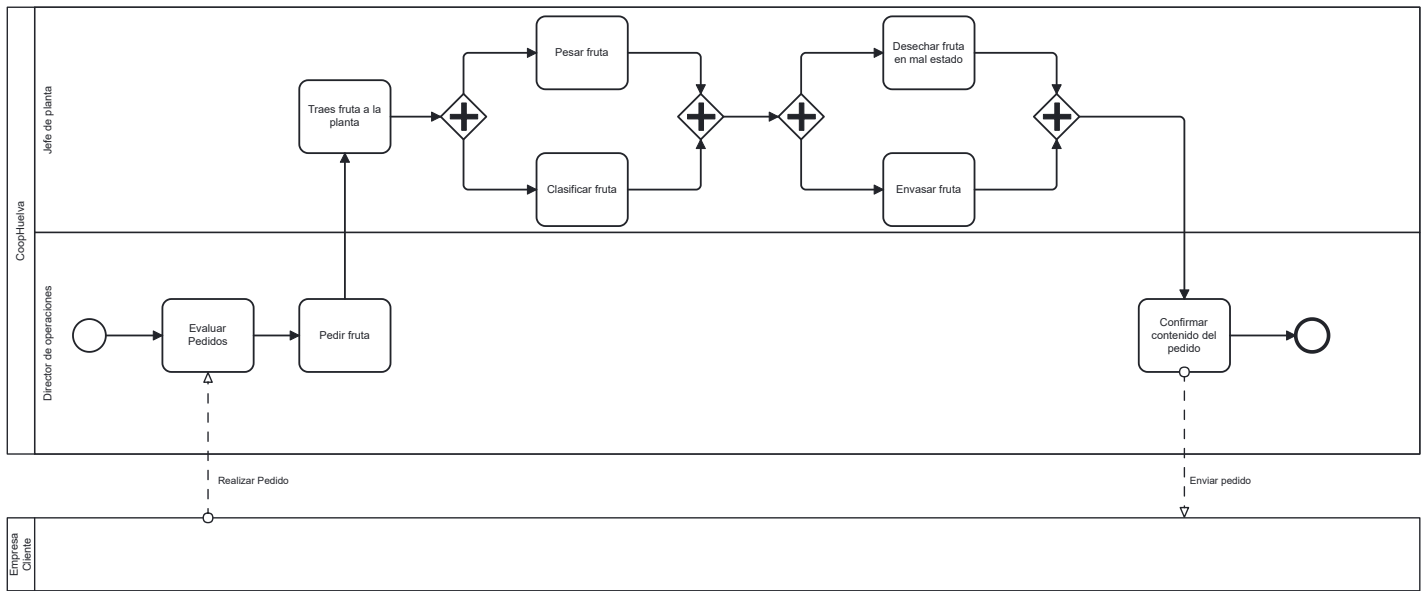 CoopHuelva
Jefe de planta
Traes fruta a la
planta
Pesar fruta
Clasificar fruta
Desechar fruta
en mal estado
Envasar fruta
Director de operaciones
Evaluar
Pedidos
Pedir fruta
Confirmar
contenido del
pedido
Realizar Pedido
Enviar pedido
Empresa
Cliente